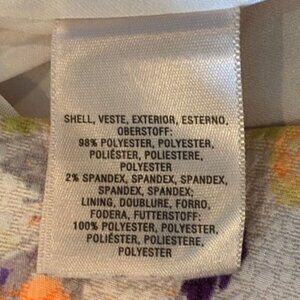 SHELL, VESTE, EXTERIOR, ESTERNO,
OBERSTOFF:
98% POLYESTER, POLYESTER,
POLIÉSTER, POLIESTERE,
POLYESTER
2% SPANDEX, SPANDEX, SPANDEX,
SPANDEX, SPANDEX;
LINING, DOUBLURE, FORRO,
FODERA, FUTTERSTOFF:
100% POLYESTER, POLYESTER,
POLIÉSTER, POLIESTERE,
POLYESTER